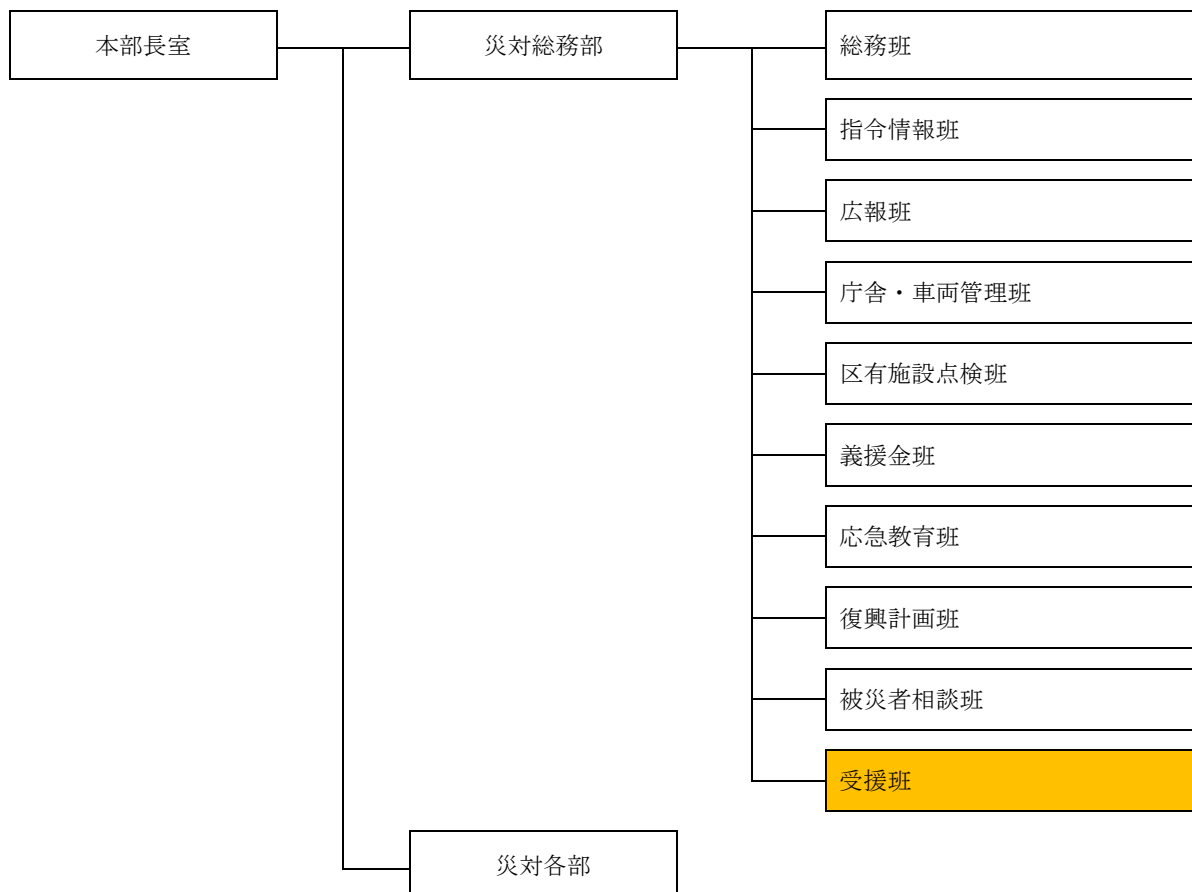 本部長室
災対総務部
総務班
指令情報班
広報班
庁舎・車両管理班
区有施設点検班
義援金班
応急教育班
復興計画班
被災者相談班
受援班
災対各部